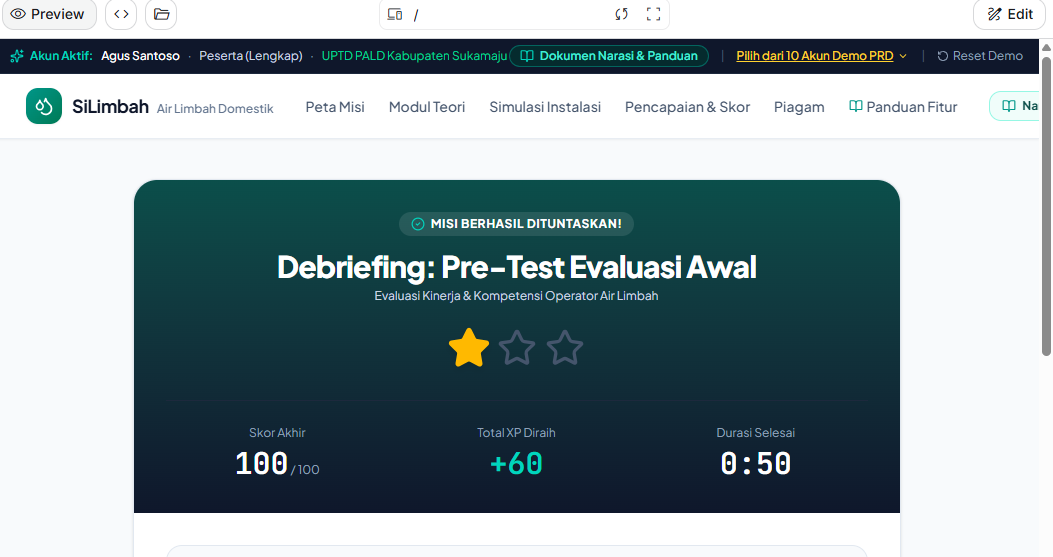 Preview
/
Edit
Akun Aktif: Agus Santoso · Peserta (Lengkap) · UPTD PALD Kabupaten Sukamaju Dokumen Narasi & Panduan | Pilih dari 10 Akun Demo PRD | Reset Demo
SiLimbah Air Limbah Domestik Peta Misi Modul Teori Simulasi Instalasi Pencapaian & Skor Piagam Panduan Fitur Na
MISI BERHASIL DITUNTASKAN!
Debriefing: Pre-Test Evaluasi Awal
Evaluasi Kinerja & Kompetensi Operator Air Limbah
Skor Akhir Total XP Diraih Durasi Selesai
100 / 100 +60 0:50